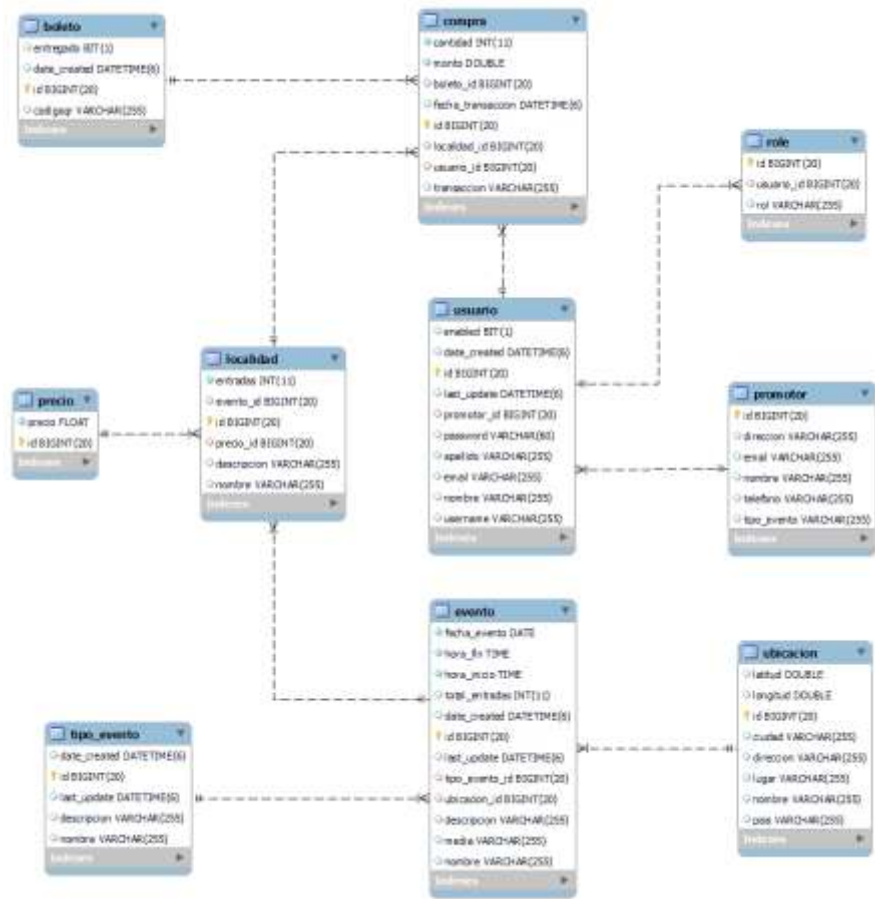 boleto
entregado BIT(1)
date_created DATETIME(6)
id BIGINT(20)
codigoqr VARCHAR(255)
Indexes
compra
cantidad INT(11)
monto DOUBLE
boleto_id BIGINT(20)
fecha_transaccion DATETIME(6)
id BIGINT(20)
localidad_id BIGINT(20)
usuario_id BIGINT(20)
transaccion VARCHAR(255)
Indexes
role
id BIGINT(20)
usuario_id BIGINT(20)
rol VARCHAR(255)
Indexes
usuario
enabled BIT(1)
date_created DATETIME(6)
id BIGINT(20)
last_update DATETIME(6)
promotor_id BIGINT(20)
password VARCHAR(60)
apellido VARCHAR(255)
email VARCHAR(255)
nombre VARCHAR(255)
username VARCHAR(255)
Indexes
localidad
entradas INT(11)
evento_id BIGINT(20)
id BIGINT(20)
precio_id BIGINT(20)
descripcion VARCHAR(255)
nombre VARCHAR(255)
Indexes
precio
precio FLOAT
id BIGINT(20)
Indexes
promotor
id BIGINT(20)
direccion VARCHAR(255)
email VARCHAR(255)
nombre VARCHAR(255)
telefono VARCHAR(255)
tipo_evento VARCHAR(255)
Indexes
evento
fecha_evento DATE
hora_fin TIME
hora_inicio TIME
total_entradas INT(11)
date_created DATETIME(6)
id BIGINT(20)
last_update DATETIME(6)
tipo_evento_id BIGINT(20)
ubicacion_id BIGINT(20)
descripcion VARCHAR(255)
media VARCHAR(255)
nombre VARCHAR(255)
Indexes
ubicacion
latitud DOUBLE
longitud DOUBLE
id BIGINT(20)
ciudad VARCHAR(255)
direccion VARCHAR(255)
lugar VARCHAR(255)
nombre VARCHAR(255)
pais VARCHAR(255)
Indexes
tipo_evento
date_created DATETIME(6)
id BIGINT(20)
last_update DATETIME(6)
descripcion VARCHAR(255)
nombre VARCHAR(255)
Indexes